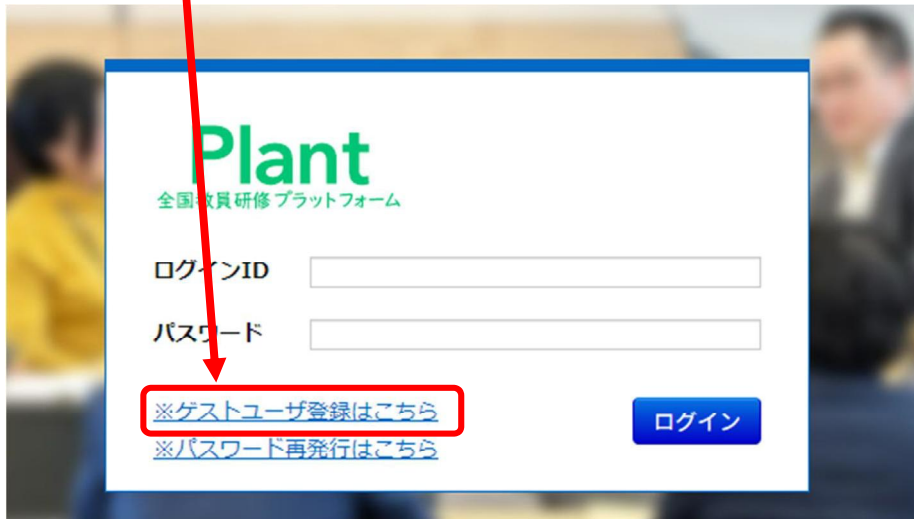 Plant
全国教員研修プラットフォーム
ログインID
パスワード
※ゲストユーザ登録はこちら
ログイン
※パスワード再発行はこちら